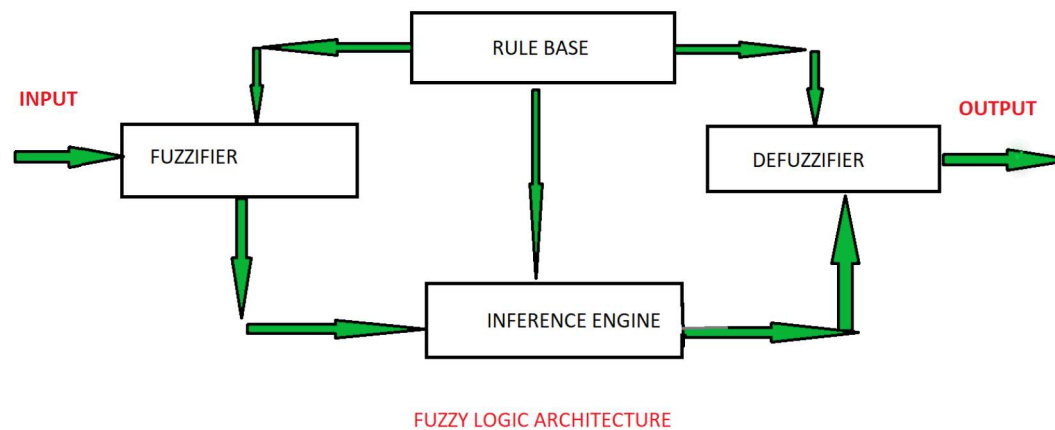 RULE BASE
INPUT
OUTPUT
FUZZIFIER
DEFUZZIFIER
INFERENCE ENGINE
FUZZY LOGIC ARCHITECTURE